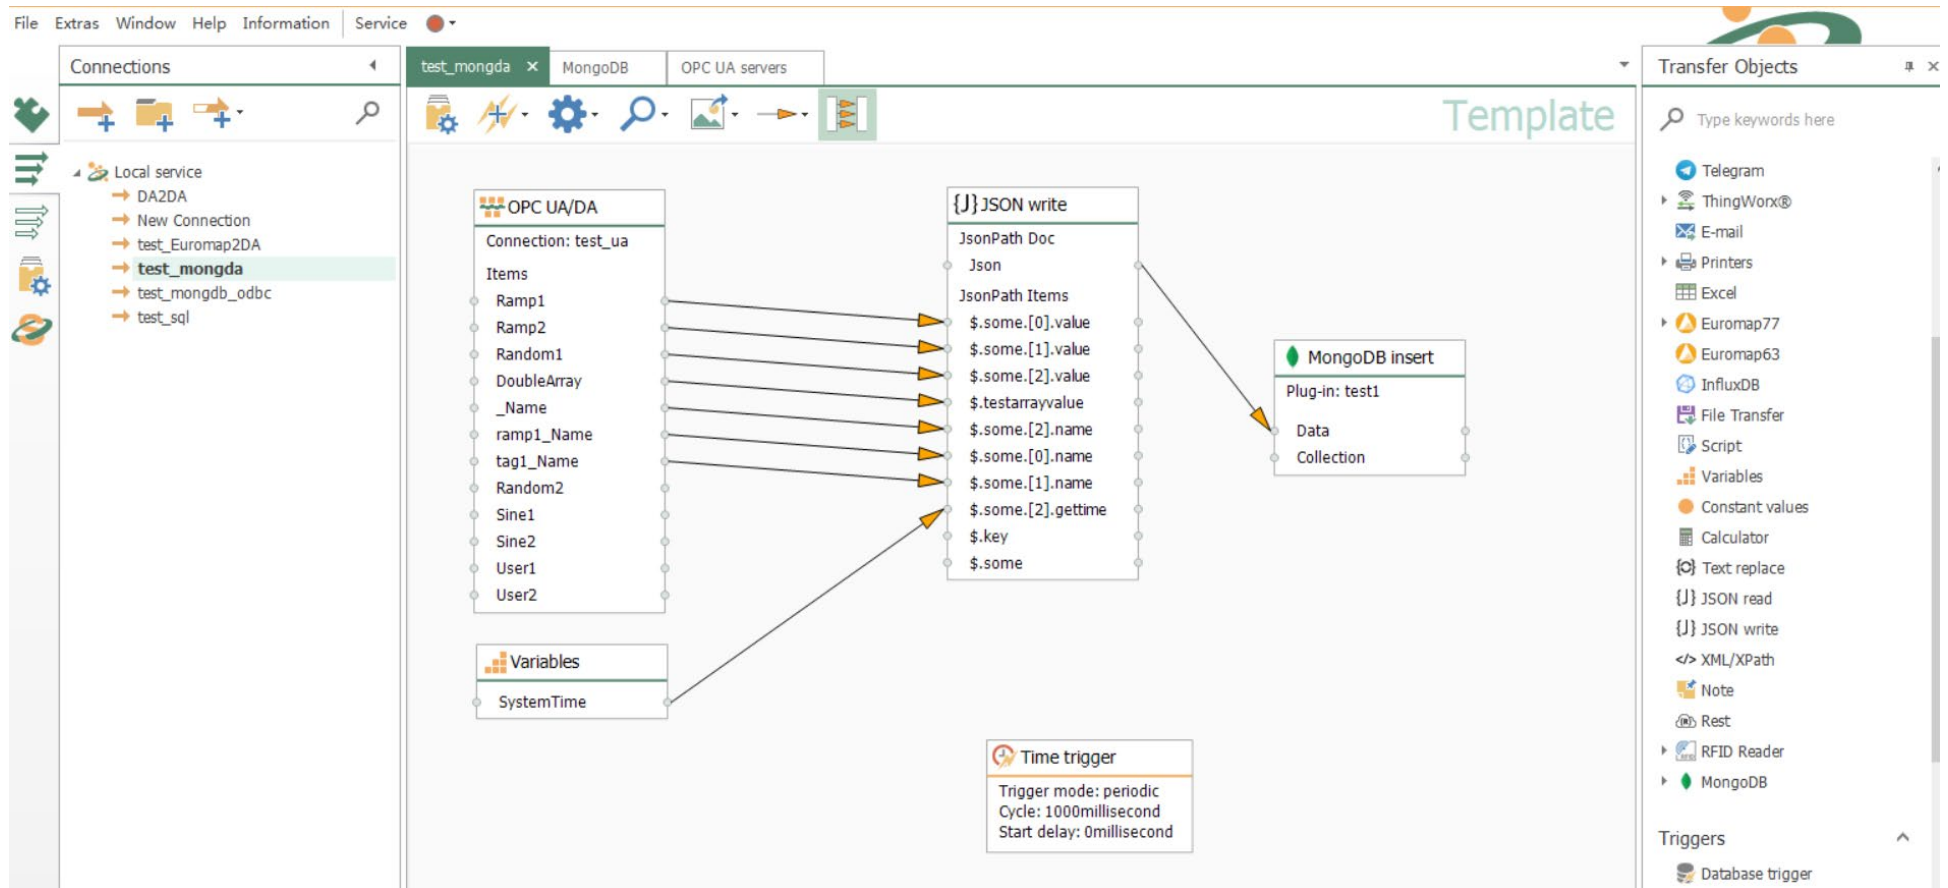 File Extras Window Help Information Service
Connections
Local service
DA2DA
New Connection
test_Euromap2DA
test_mongda
test_mongdb_odbc
test_sql
test_mongda × MongoDB OPC UA servers
Template
OPC UA/DA
Connection: test_ua
Items
Ramp1
Ramp2
Random1
DoubleArray
_Name
ramp1_Name
tag1_Name
Random2
Sine1
Sine2
User1
User2
Variables
SystemTime
{J} JSON write
JsonPath Doc
Json
JsonPath Items
$.some.[0].value
$.some.[1].value
$.some.[2].value
$.testarrayvalue
$.some.[2].name
$.some.[0].name
$.some.[1].name
$.some.[2].gettime
$.key
$.some
MongoDB insert
Plug-in: test1
Data
Collection
Time trigger
Trigger mode: periodic
Cycle: 1000millisecond
Start delay: 0millisecond
Transfer Objects
Type keywords here
Telegram
ThingWorx®
E-mail
Printers
Excel
Euromap77
Euromap63
InfluxDB
File Transfer
Script
Variables
Constant values
Calculator
Text replace
{J} JSON read
{J} JSON write
</> XML/XPath
Note
Rest
RFID Reader
MongoDB
Triggers
Database trigger